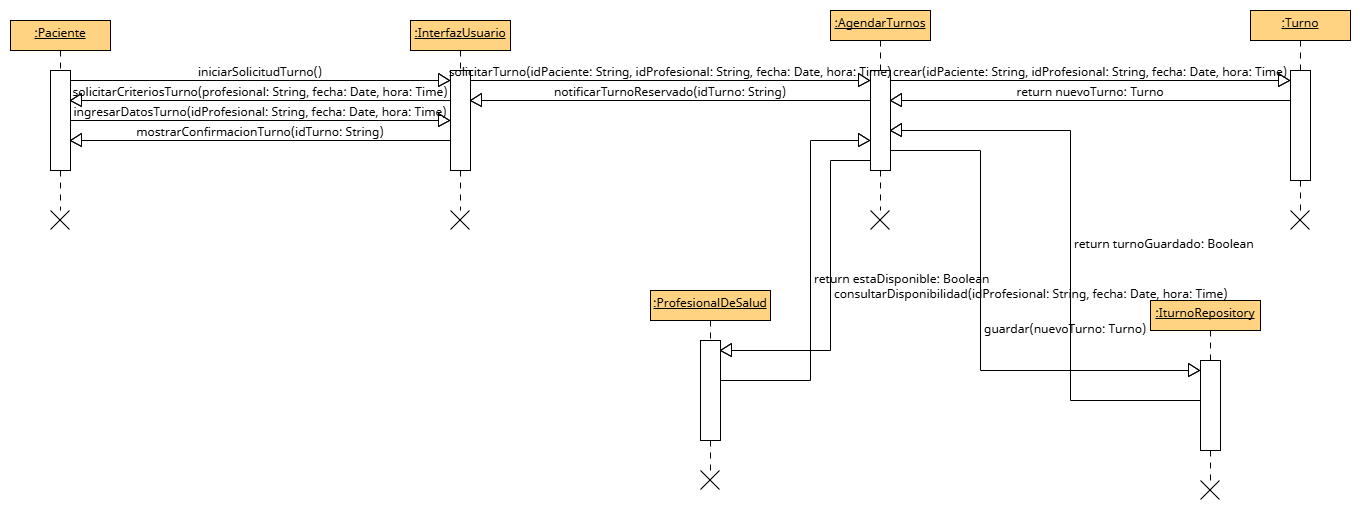 :Paciente
:InterfazUsuario
:AgendarTurnos
:Turno
iniciarSolicitudTurno()
solicitarTurno(idPaciente: String, idProfesional: String, fecha: Date, hora: Time)
crear(idPaciente: String, idProfesional: String, fecha: Date, hora: Time)
solicitarCriteriosTurno(profesional: String, fecha: Date, hora: Time)
notificarTurnoReservado(idTurno: String)
return nuevoTurno: Turno
ingresarDatosTurno(idProfesional: String, fecha: Date, hora: Time)
mostrarConfirmacionTurno(idTurno: String)
return turnoGuardado: Boolean
return estaDisponible: Boolean
consultarDisponibilidad(idProfesional: String, fecha: Date, hora: Time)
:ProfesionalDeSalud
:IturnoRepository
guardar(nuevoTurno: Turno)